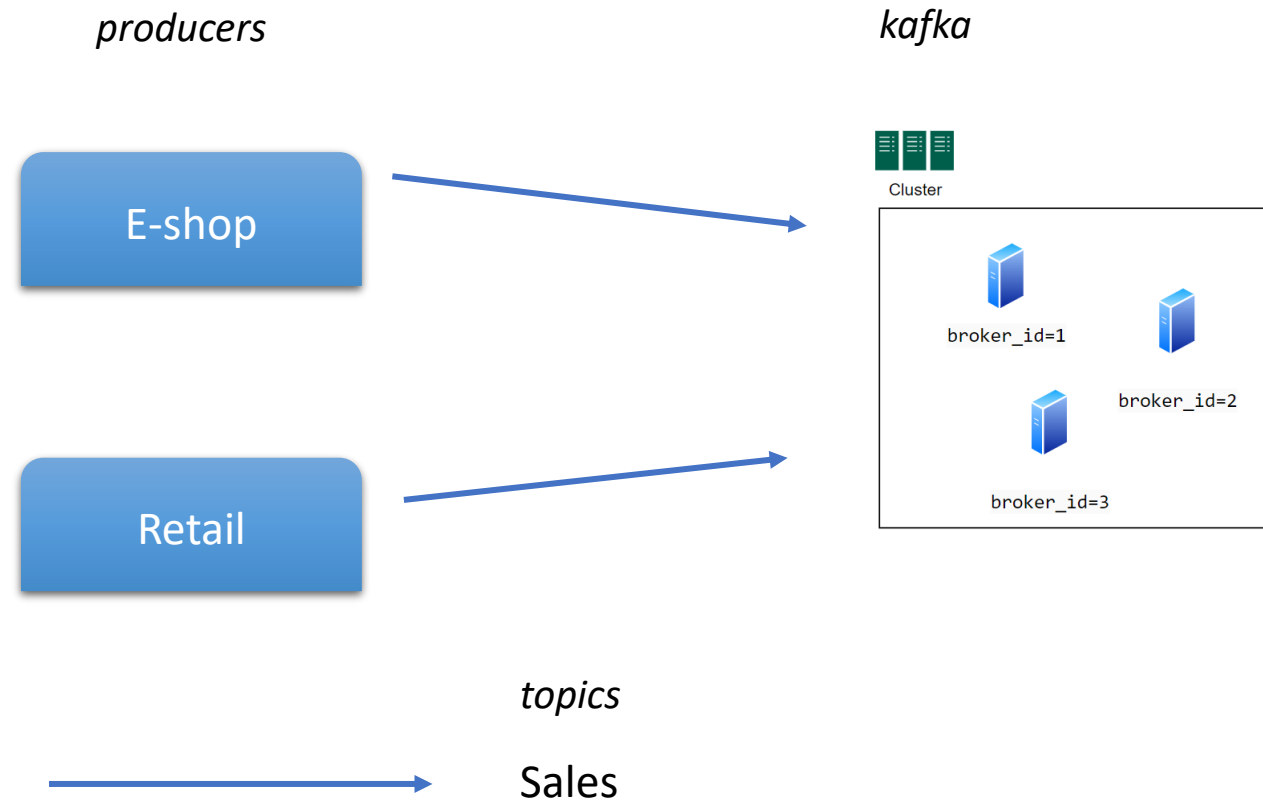 producers
kafka
Cluster
E-shop
broker_id=1
broker_id=2
Retail
broker_id=3
topics
Sales